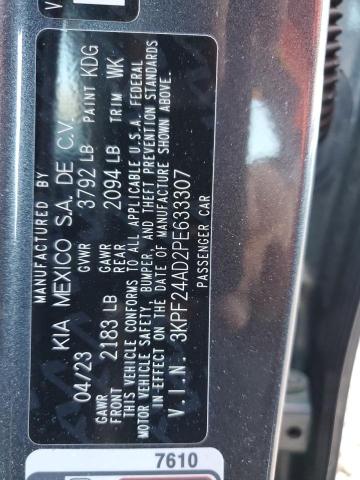 04/23 KIA MEXICO S.A. DE C.V.
GVWR
3792 LB PAINT KDG
GAWR GAWR
FRONT 2183 LB REAR 2094 LB TRIM WK
THIS VEHICLE CONFORMS TO ALL APPLICABLE U.S.A. FEDERAL
MOTOR VEHICLE SAFETY, BUMPER, AND THEFT PREVENTION STANDARDS
IN EFFECT ON THE DATE OF MANUFACTURE SHOWN ABOVE.
V.I.N. 3KPF24AD2PE633307
PASSENGER CAR
7610
V